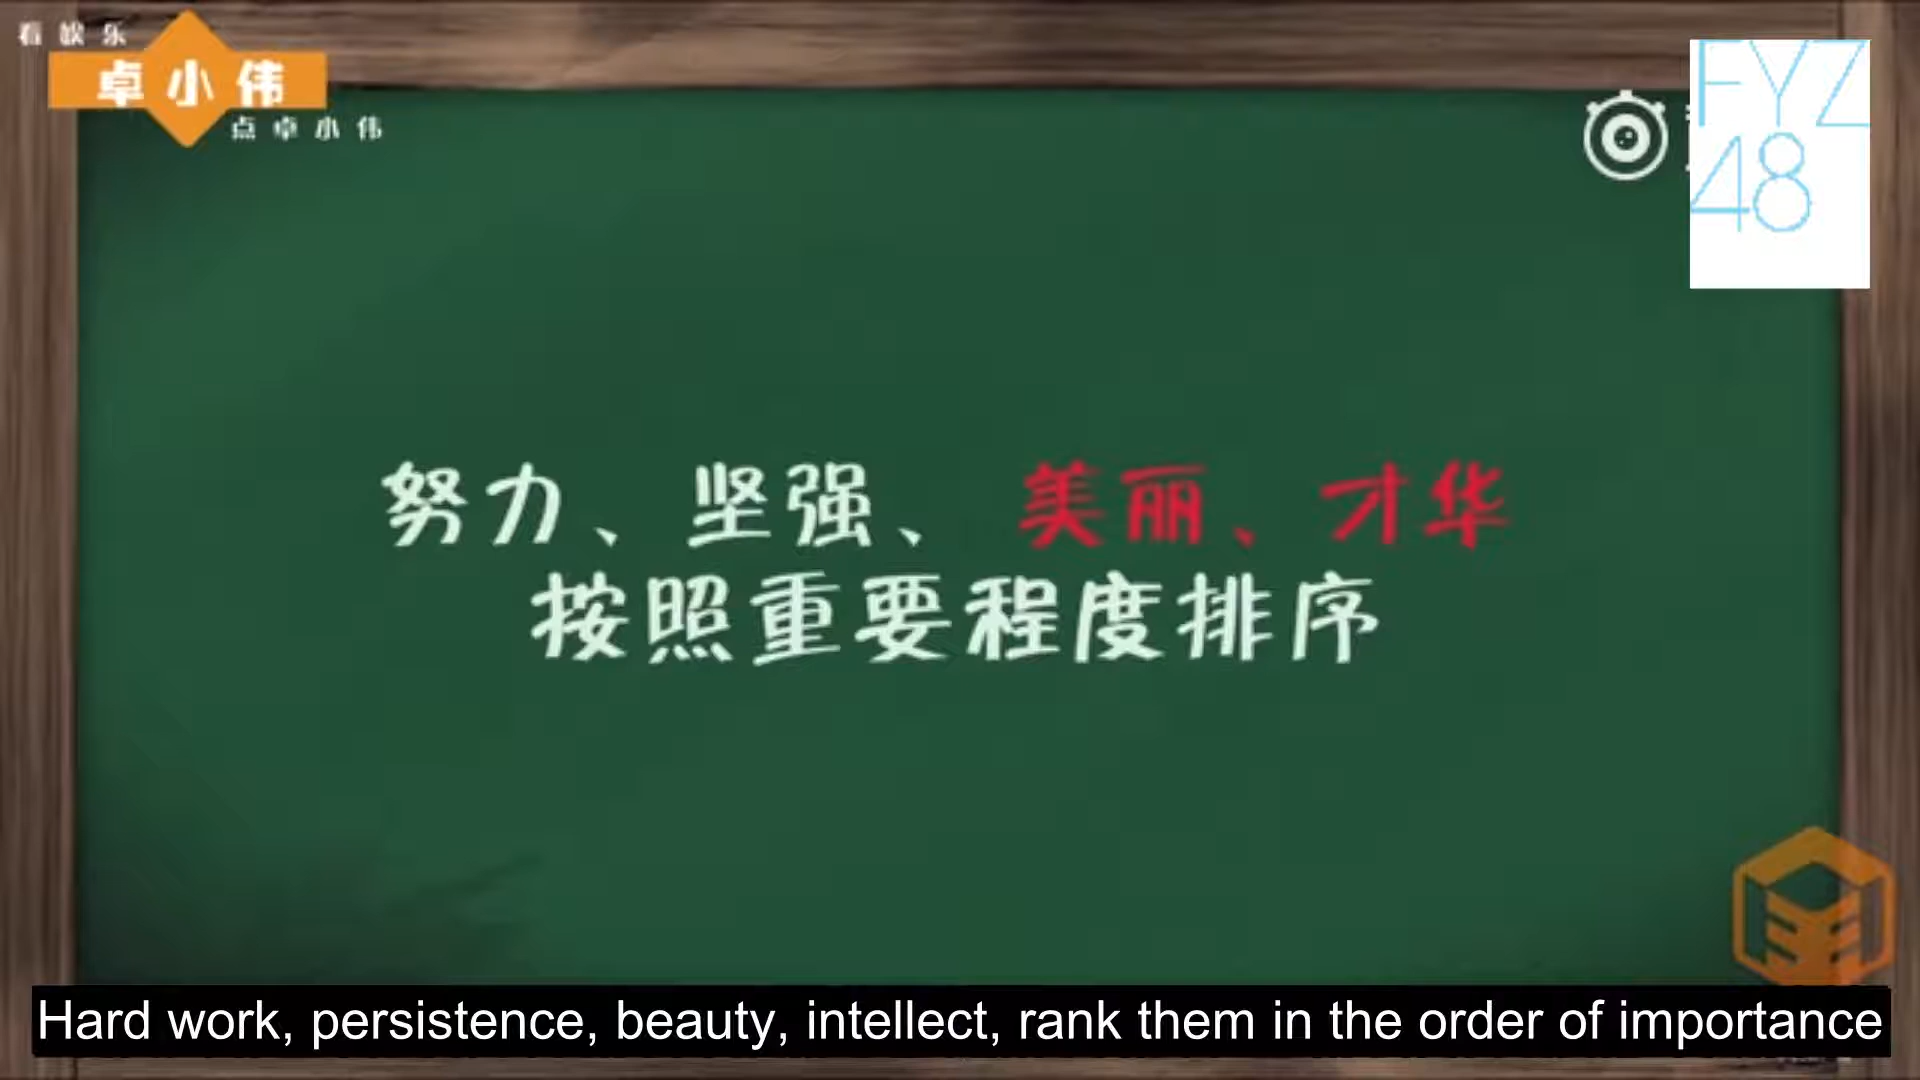 看娱乐
卓小伟
点卓小伟
FYZ
48
努力、坚强、美丽、才华
按照重要程度排序
Hard work, persistence, beauty, intellect, rank them in the order of importance